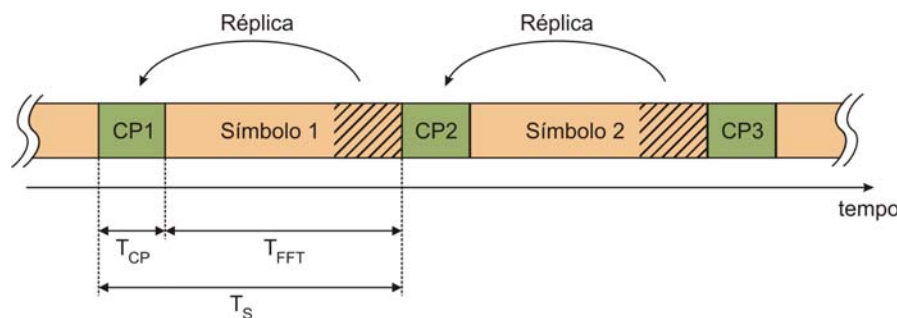 Réplica
Réplica
CP1
Símbolo 1
CP2
Símbolo 2
CP3
tempo
T_CP
T_FFT
T_S